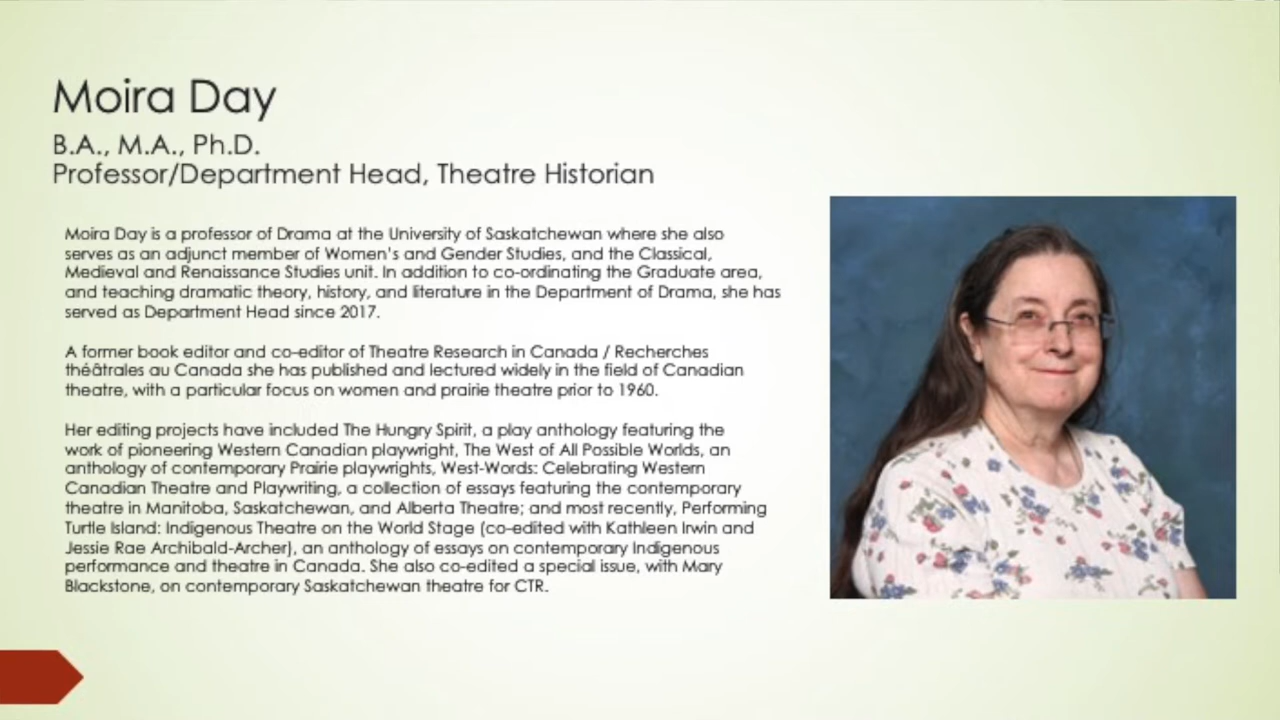 Moira Day
B.A., M.A., Ph.D.
Professor/Department Head, Theatre Historian
Moira Day is a professor of Drama at the University of Saskatchewan where she also
serves as an adjunct member of Women's and Gender Studies, and the Classical,
Medieval and Renaissance Studies unit. In addition to co-ordinating the Graduate area,
and teaching dramatic theory, history, and literature in the Department of Drama, she has
served as Department Head since 2017.
A former book editor and co-editor of Theatre Research in Canada / Recherches
théâtrales au Canada she has published and lectured widely in the field of Canadian
theatre, with a particular focus on women and prairie theatre prior to 1960.
Her editing projects have included The Hungry Spirit, a play anthology featuring the
work of pioneering Western Canadian playwright, The West of All Possible Worlds, an
anthology of contemporary Prairie playwrights, West-Words: Celebrating Western
Canadian Theatre and Playwriting, a collection of essays featuring the contemporary
theatre in Manitoba, Saskatchewan, and Alberta Theatre; and most recently, Performing
Turtle Island: Indigenous Theatre on the World Stage (co-edited with Kathleen Irwin and
Jessie Rae Archibald-Archer), an anthology of essays on contemporary Indigenous
performance and theatre in Canada. She also co-edited a special issue, with Mary
Blackstone, on contemporary Saskatchewan theatre for CTR.